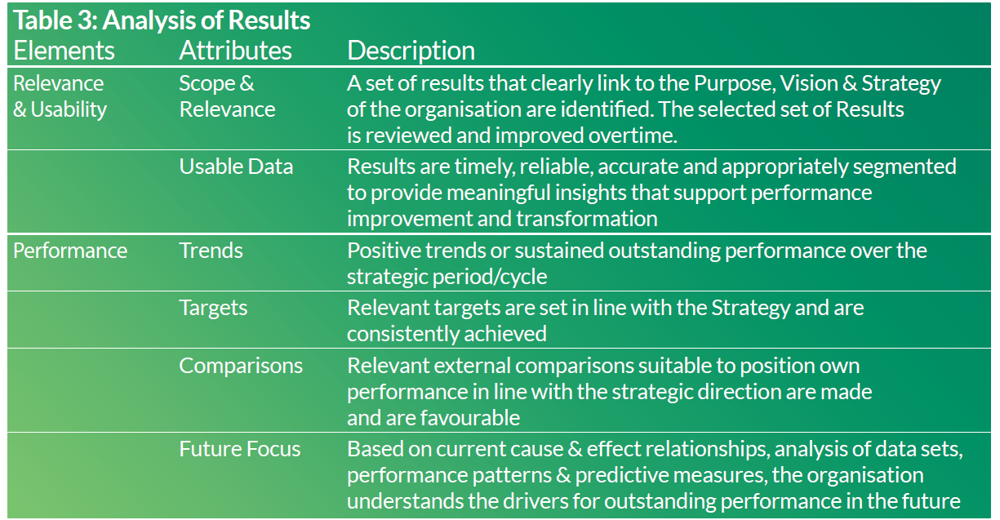 Table 3: Analysis of Results
Elements Attributes Description
Relevance Scope & A set of results that clearly link to the Purpose, Vision & Strategy
& Usability Relevance of the organisation are identified. The selected set of Results
is reviewed and improved overtime.
Usable Data Results are timely, reliable, accurate and appropriately segmented
to provide meaningful insights that support performance
improvement and transformation
Performance Trends Positive trends or sustained outstanding performance over the
strategic period/cycle
Targets Relevant targets are set in line with the Strategy and are
consistently achieved
Comparisons Relevant external comparisons suitable to position own
performance in line with the strategic direction are made
and are favourable
Future Focus Based on current cause & effect relationships, analysis of data sets,
performance patterns & predictive measures, the organisation
understands the drivers for outstanding performance in the future